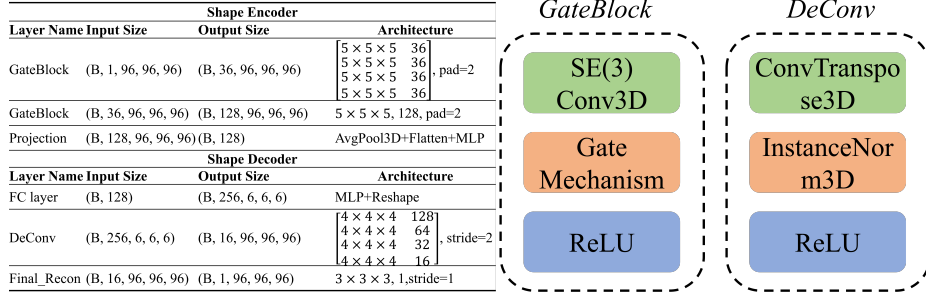 Shape Encoder
Layer Name Input Size Output Size Architecture
GateBlock (B, 1, 96, 96, 96) (B, 36, 96, 96, 96) [5 × 5 × 5 36
5 × 5 × 5 36
5 × 5 × 5 36
5 × 5 × 5 36], pad=2
GateBlock (B, 36, 96, 96, 96) (B, 128, 96, 96, 96) 5 × 5 × 5, 128, pad=2
Projection (B, 128, 96, 96, 96) (B, 128) AvgPool3D+Flatten+MLP
Shape Decoder
Layer Name Input Size Output Size Architecture
FC layer (B, 128) (B, 256, 6, 6, 6) MLP+Reshape
DeConv (B, 256, 6, 6, 6) (B, 16, 96, 96, 96) [4 × 4 × 4 128
4 × 4 × 4 64
4 × 4 × 4 32
4 × 4 × 4 16], stride=2
Final_Recon (B, 16, 96, 96, 96) (B, 1, 96, 96, 96) 3 × 3 × 3, 1,stride=1
GateBlock
SE(3)
Conv3D
Gate
Mechanism
ReLU
DeConv
ConvTranspo
se3D
InstanceNor
m3D
ReLU